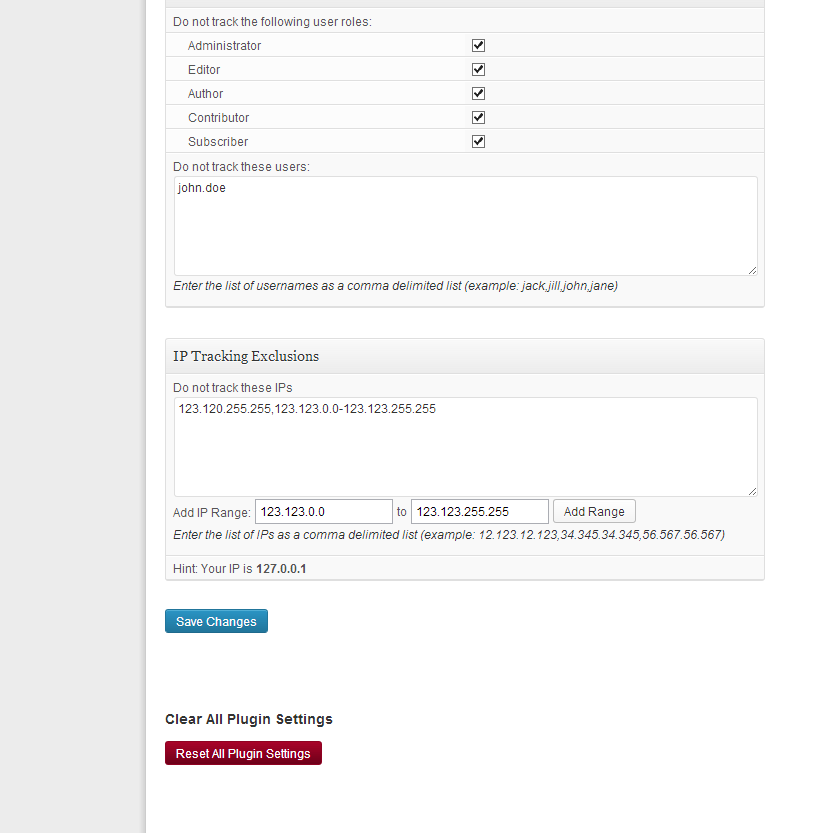 Do not track the following user roles:
Administrator
Editor
Author
Contributor
Subscriber
Do not track these users:
john.doe
Enter the list of usernames as a comma delimited list (example: jack,jill,john,jane)
IP Tracking Exclusions
Do not track these IPs
123.120.255.255,123.123.0.0-123.123.255.255
Add IP Range: 123.123.0.0 to 123.123.255.255 Add Range
Enter the list of IPs as a comma delimited list (example: 12.123.12.123,34.345.34.345,56.567.56.567)
Hint: Your IP is 127.0.0.1
Save Changes
Clear All Plugin Settings
Reset All Plugin Settings